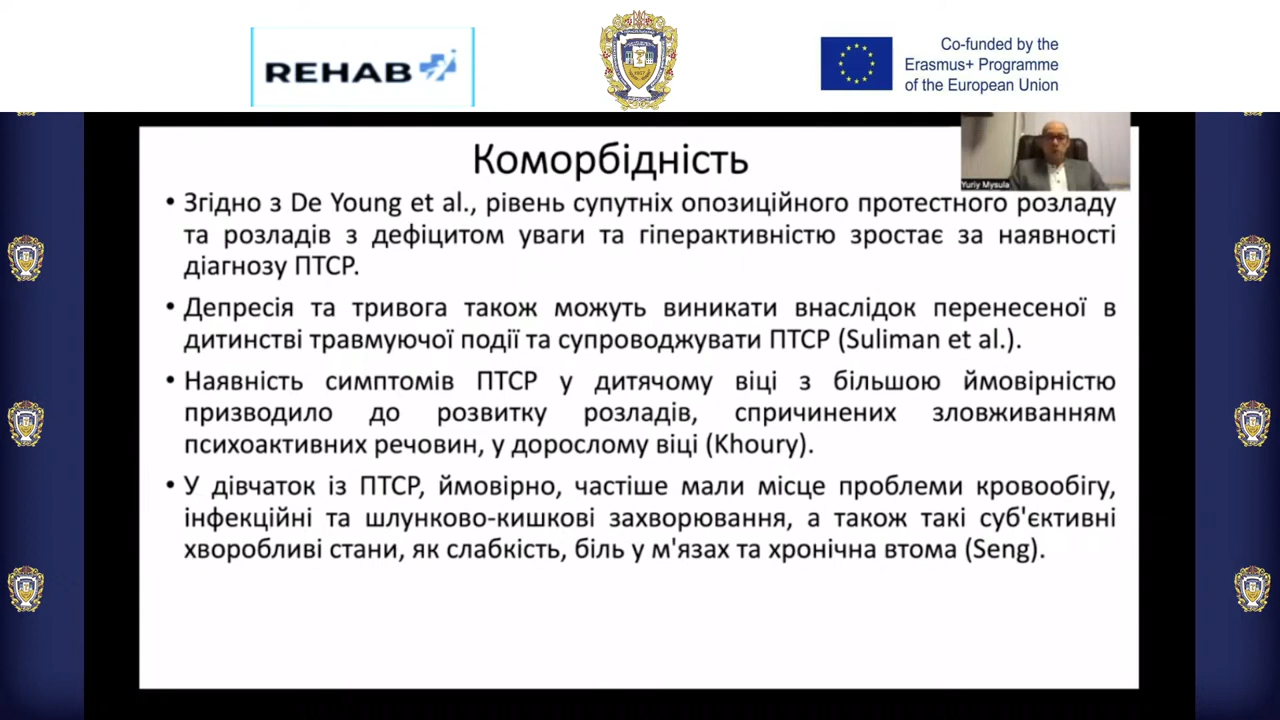 REHAB
Co-funded by the
Erasmus+ Programme
of the European Union
Yuriy Mysula
Коморбідність
• Згідно з De Young et al., рівень супутніх опозиційного протестного розладу
та розладів з дефіцитом уваги та гіперактивністю зростає за наявності
діагнозу ПТСР.
• Депресія та тривога також можуть виникати внаслідок перенесеної в
дитинстві травмуючої події та супроводжувати ПТСР (Suliman et al.).
• Наявність симптомів ПТСР у дитячому віці з більшою ймовірністю
призводило до розвитку розладів, спричинених зловживанням
психоактивних речовин, у дорослому віці (Khoury).
• У дівчаток із ПТСР, ймовірно, частіше мали місце проблеми кровообігу,
інфекційні та шлунково-кишкові захворювання, а також такі суб'єктивні
хворобливі стани, як слабкість, біль у м'язах та хронічна втома (Seng).